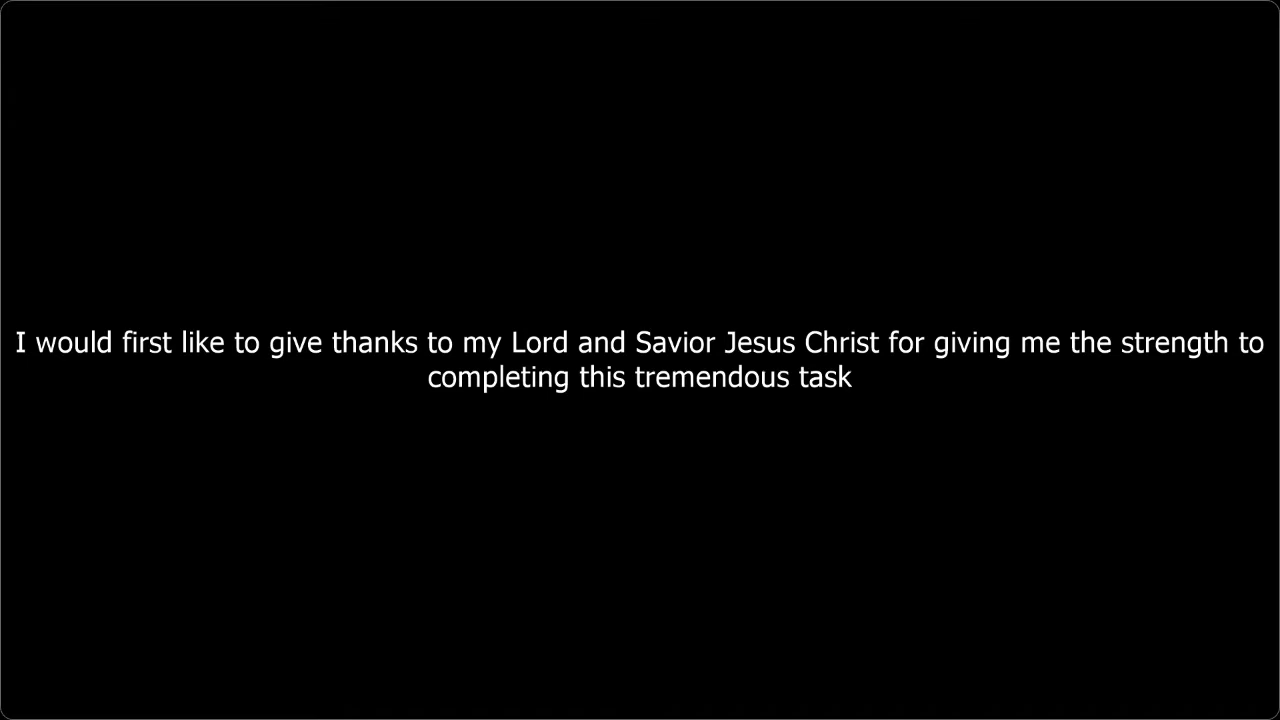 I would first like to give thanks to my Lord and Savior Jesus Christ for giving me the strength to
completing this tremendous task